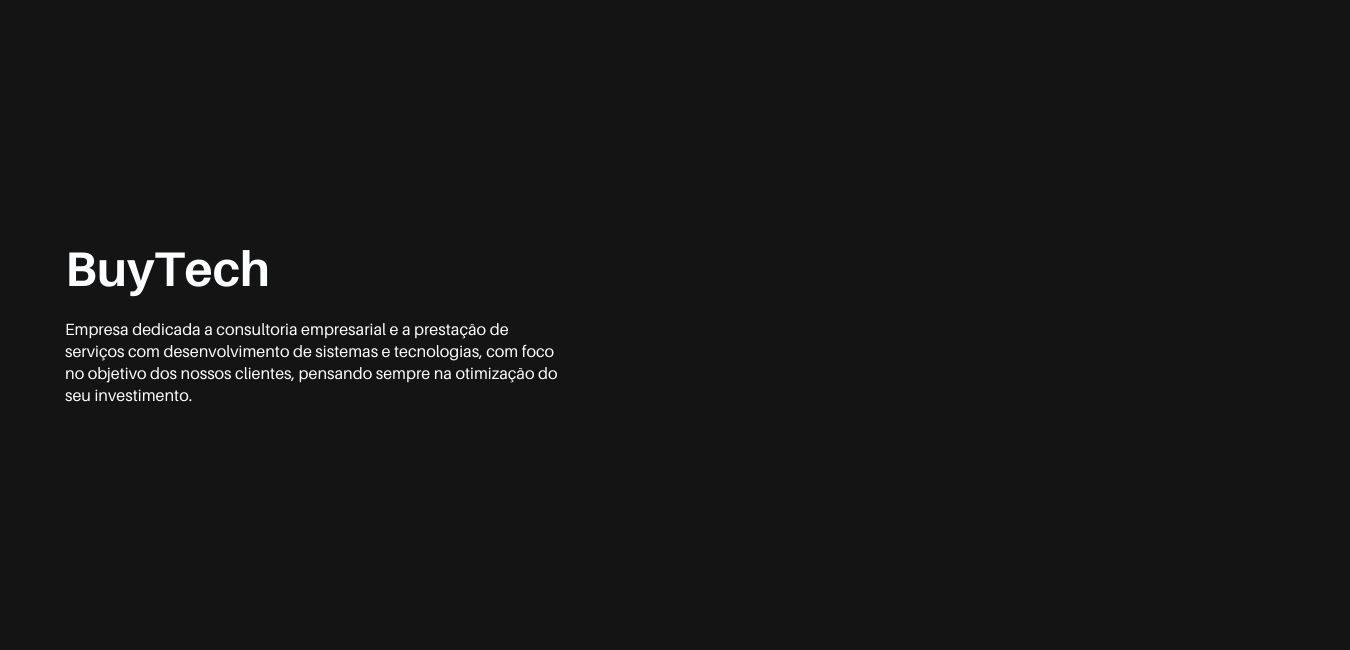 BuyTech
Empresa dedicada a consultoria empresarial e a prestação de
serviços com desenvolvimento de sistemas e tecnologias, com foco
no objetivo dos nossos clientes, pensando sempre na otimização do
seu investimento.